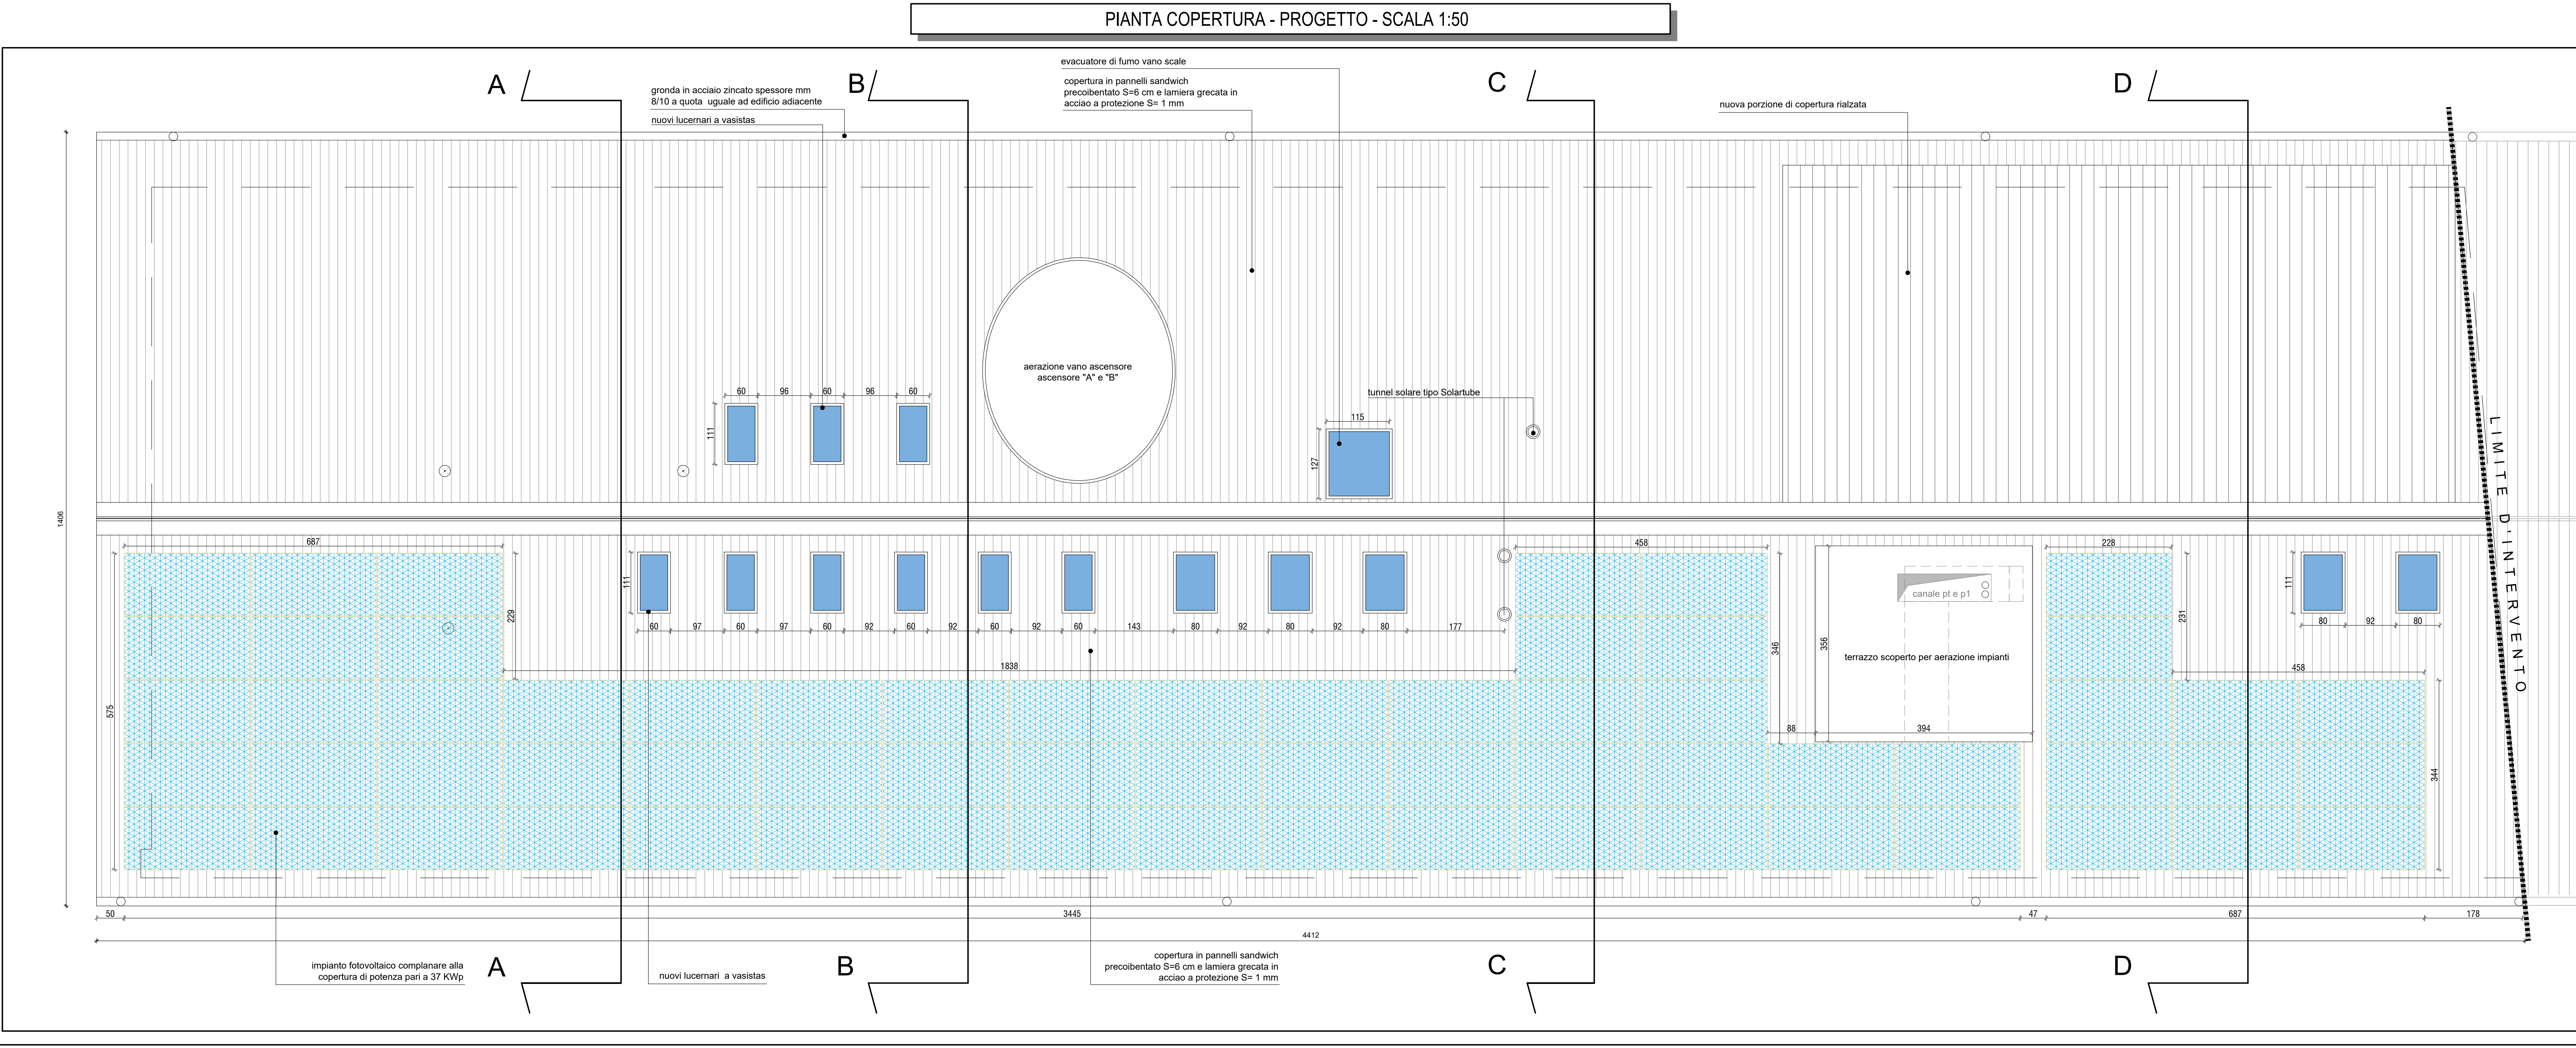 PIANTA COPERTURA - PROGETTO - SCALA 1:50
A
B
C
D
gronda in acciaio zincato spessore mm
8/10 a quota  uguale ad edificio adiacente
nuovi lucernari a vasistas
evacuatore di fumo vano scale
copertura in pannelli sandwich
precoibentato S=6 cm e lamiera grecata in
acciao a protezione S= 1 mm
nuova porzione di copertura rialzata
aerazione vano ascensore
ascensore "A" e "B"
60
96
60
96
60
111
tunnel solare tipo Solartube
115
127
1406
LIMITE D'INTERVENTO
687
458
228
111
229
60
97
60
97
60
92
60
92
60
92
60
143
80
92
80
92
80
177
1838
346
356
canale pt e p1
terrazzo scoperto per aerazione impianti
88
394
231
111
80
92
80
458
575
344
50
3445
47
687
178
4412
impianto fotovoltaico complanare alla
copertura di potenza pari a 37 KWp
A
nuovi lucernari  a vasistas
B
copertura in pannelli sandwich
precoibentato S=6 cm e lamiera grecata in
acciao a protezione S= 1 mm
C
D